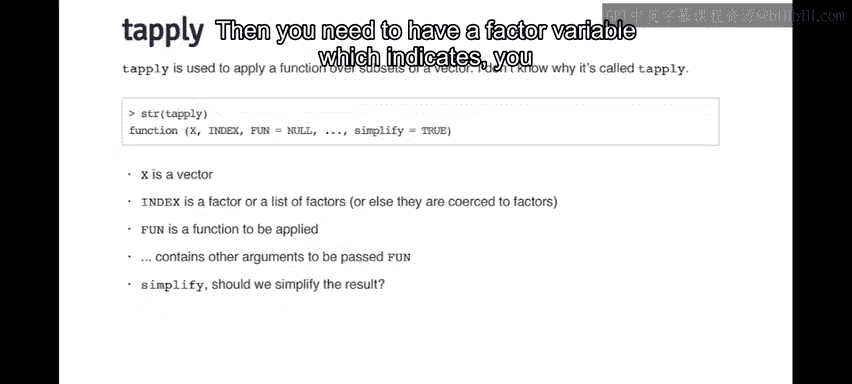 GPT中英字幕课程资源@bilibili.com
tapply
Then you need to have a factor variable
which indicates, you
tapply is used to apply a function over subsets of a vector. I don't know why it's called tapply.
> str(tapply)
function (X, INDEX, FUN = NULL, ..., simplify = TRUE)
· X is a vector
· INDEX is a factor or a list of factors (or else they are coerced to factors)
· FUN is a function to be applied
· ... contains other arguments to be passed FUN
· simplify, should we simplify the result?